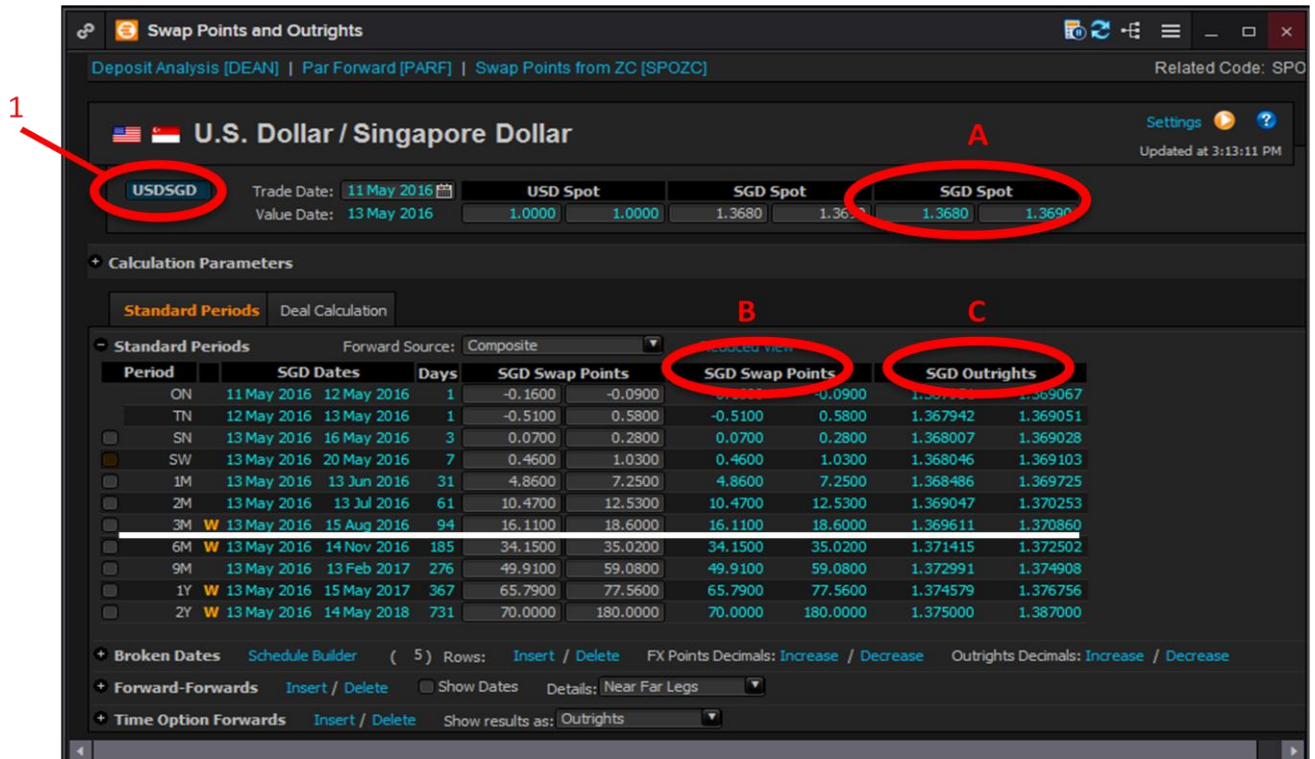 Swap Points and Outrights
Deposit Analysis [DEAN] | Par Forward [PARF] | Swap Points from ZC [SPOZC] Related Code: SPO
1
U.S. Dollar / Singapore Dollar
A
Settings ?
Updated at 3:13:11 PM
USDSGD Trade Date: 11 May 2016 USD Spot SGD Spot SGD Spot
Value Date: 13 May 2016 1.0000 1.0000 1.3680 1.3680 1.3690
+ Calculation Parameters
Standard Periods Deal Calculation
B C
- Standard Periods Forward Source: Composite Reduced View
Period SGD Dates Days SGD Swap Points SGD Swap Points SGD Outrights
ON 11 May 2016 12 May 2016 1 -0.1600 -0.0900 -0.0900 1.369067
TN 12 May 2016 13 May 2016 1 -0.5100 0.5800 -0.5100 0.5800 1.367942 1.369051
SN 13 May 2016 16 May 2016 3 0.0700 0.2800 0.0700 0.2800 1.368007 1.369028
SW 13 May 2016 20 May 2016 7 0.4600 1.0300 0.4600 1.0300 1.368046 1.369103
1M 13 May 2016 13 Jun 2016 31 4.8600 7.2500 4.8600 7.2500 1.368486 1.369725
2M 13 May 2016 13 Jul 2016 61 10.4700 12.5300 10.4700 12.5300 1.369047 1.370253
3M W 13 May 2016 15 Aug 2016 94 16.1100 18.6000 16.1100 18.6000 1.369611 1.370860
6M W 13 May 2016 14 Nov 2016 185 34.1500 35.0200 34.1500 35.0200 1.371415 1.372502
9M 13 May 2016 13 Feb 2017 276 49.9100 59.0800 49.9100 59.0800 1.372991 1.374908
1Y W 13 May 2016 15 May 2017 367 65.7900 77.5600 65.7900 77.5600 1.374579 1.376756
2Y W 13 May 2016 14 May 2018 731 70.0000 180.0000 70.0000 180.0000 1.375000 1.387000
+ Broken Dates Schedule Builder ( 5 ) Rows: Insert / Delete FX Points Decimals: Increase / Decrease Outrights Decimals: Increase / Decrease
+ Forward-Forwards Insert / Delete Show Dates Details: Near Far Legs
+ Time Option Forwards Insert / Delete Show results as: Outrights